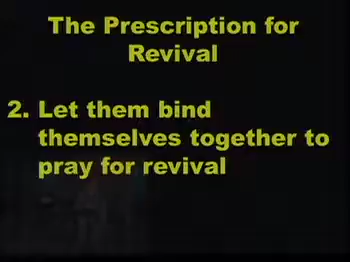 The Prescription for
Revival
2. Let them bind
themselves together to
pray for revival